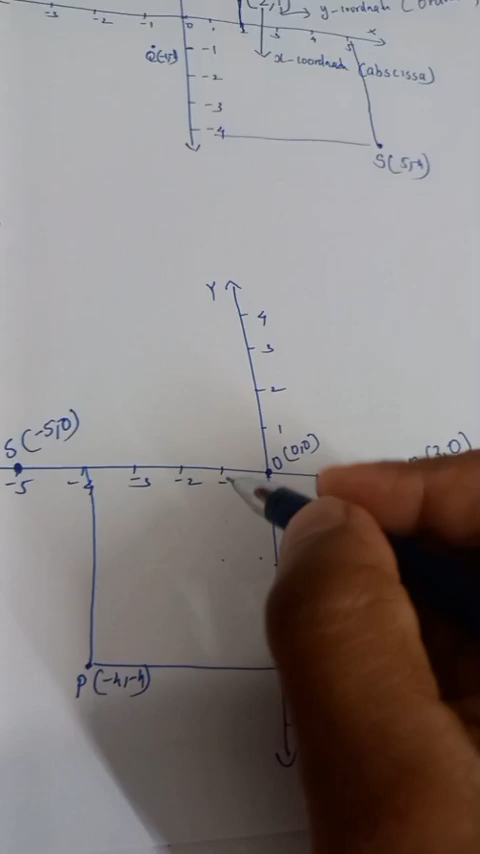 (2,1) y-coordinate
-3 -2 -1 0 1 3 4 5 x
x-coordinate (abscissa)
-1
-2
-3
-4
S(5,-4)
Y
4
3
2
1
S(-5,0) O(0,0) (3,0)
-5 -4 -3 -2
P(-4,-4)